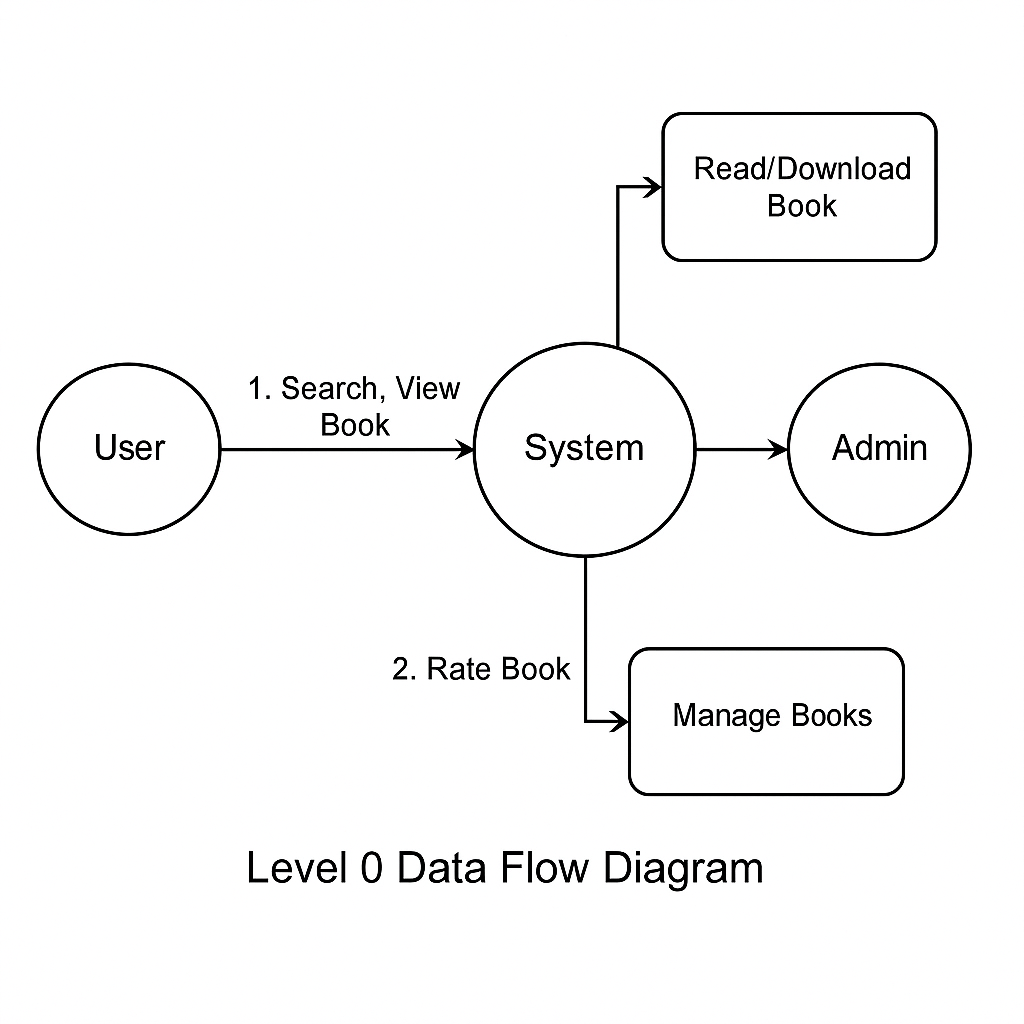 Read/Download
Book
1. Search, View
Book
User
System
Admin
2. Rate Book
Manage Books
Level 0 Data Flow Diagram